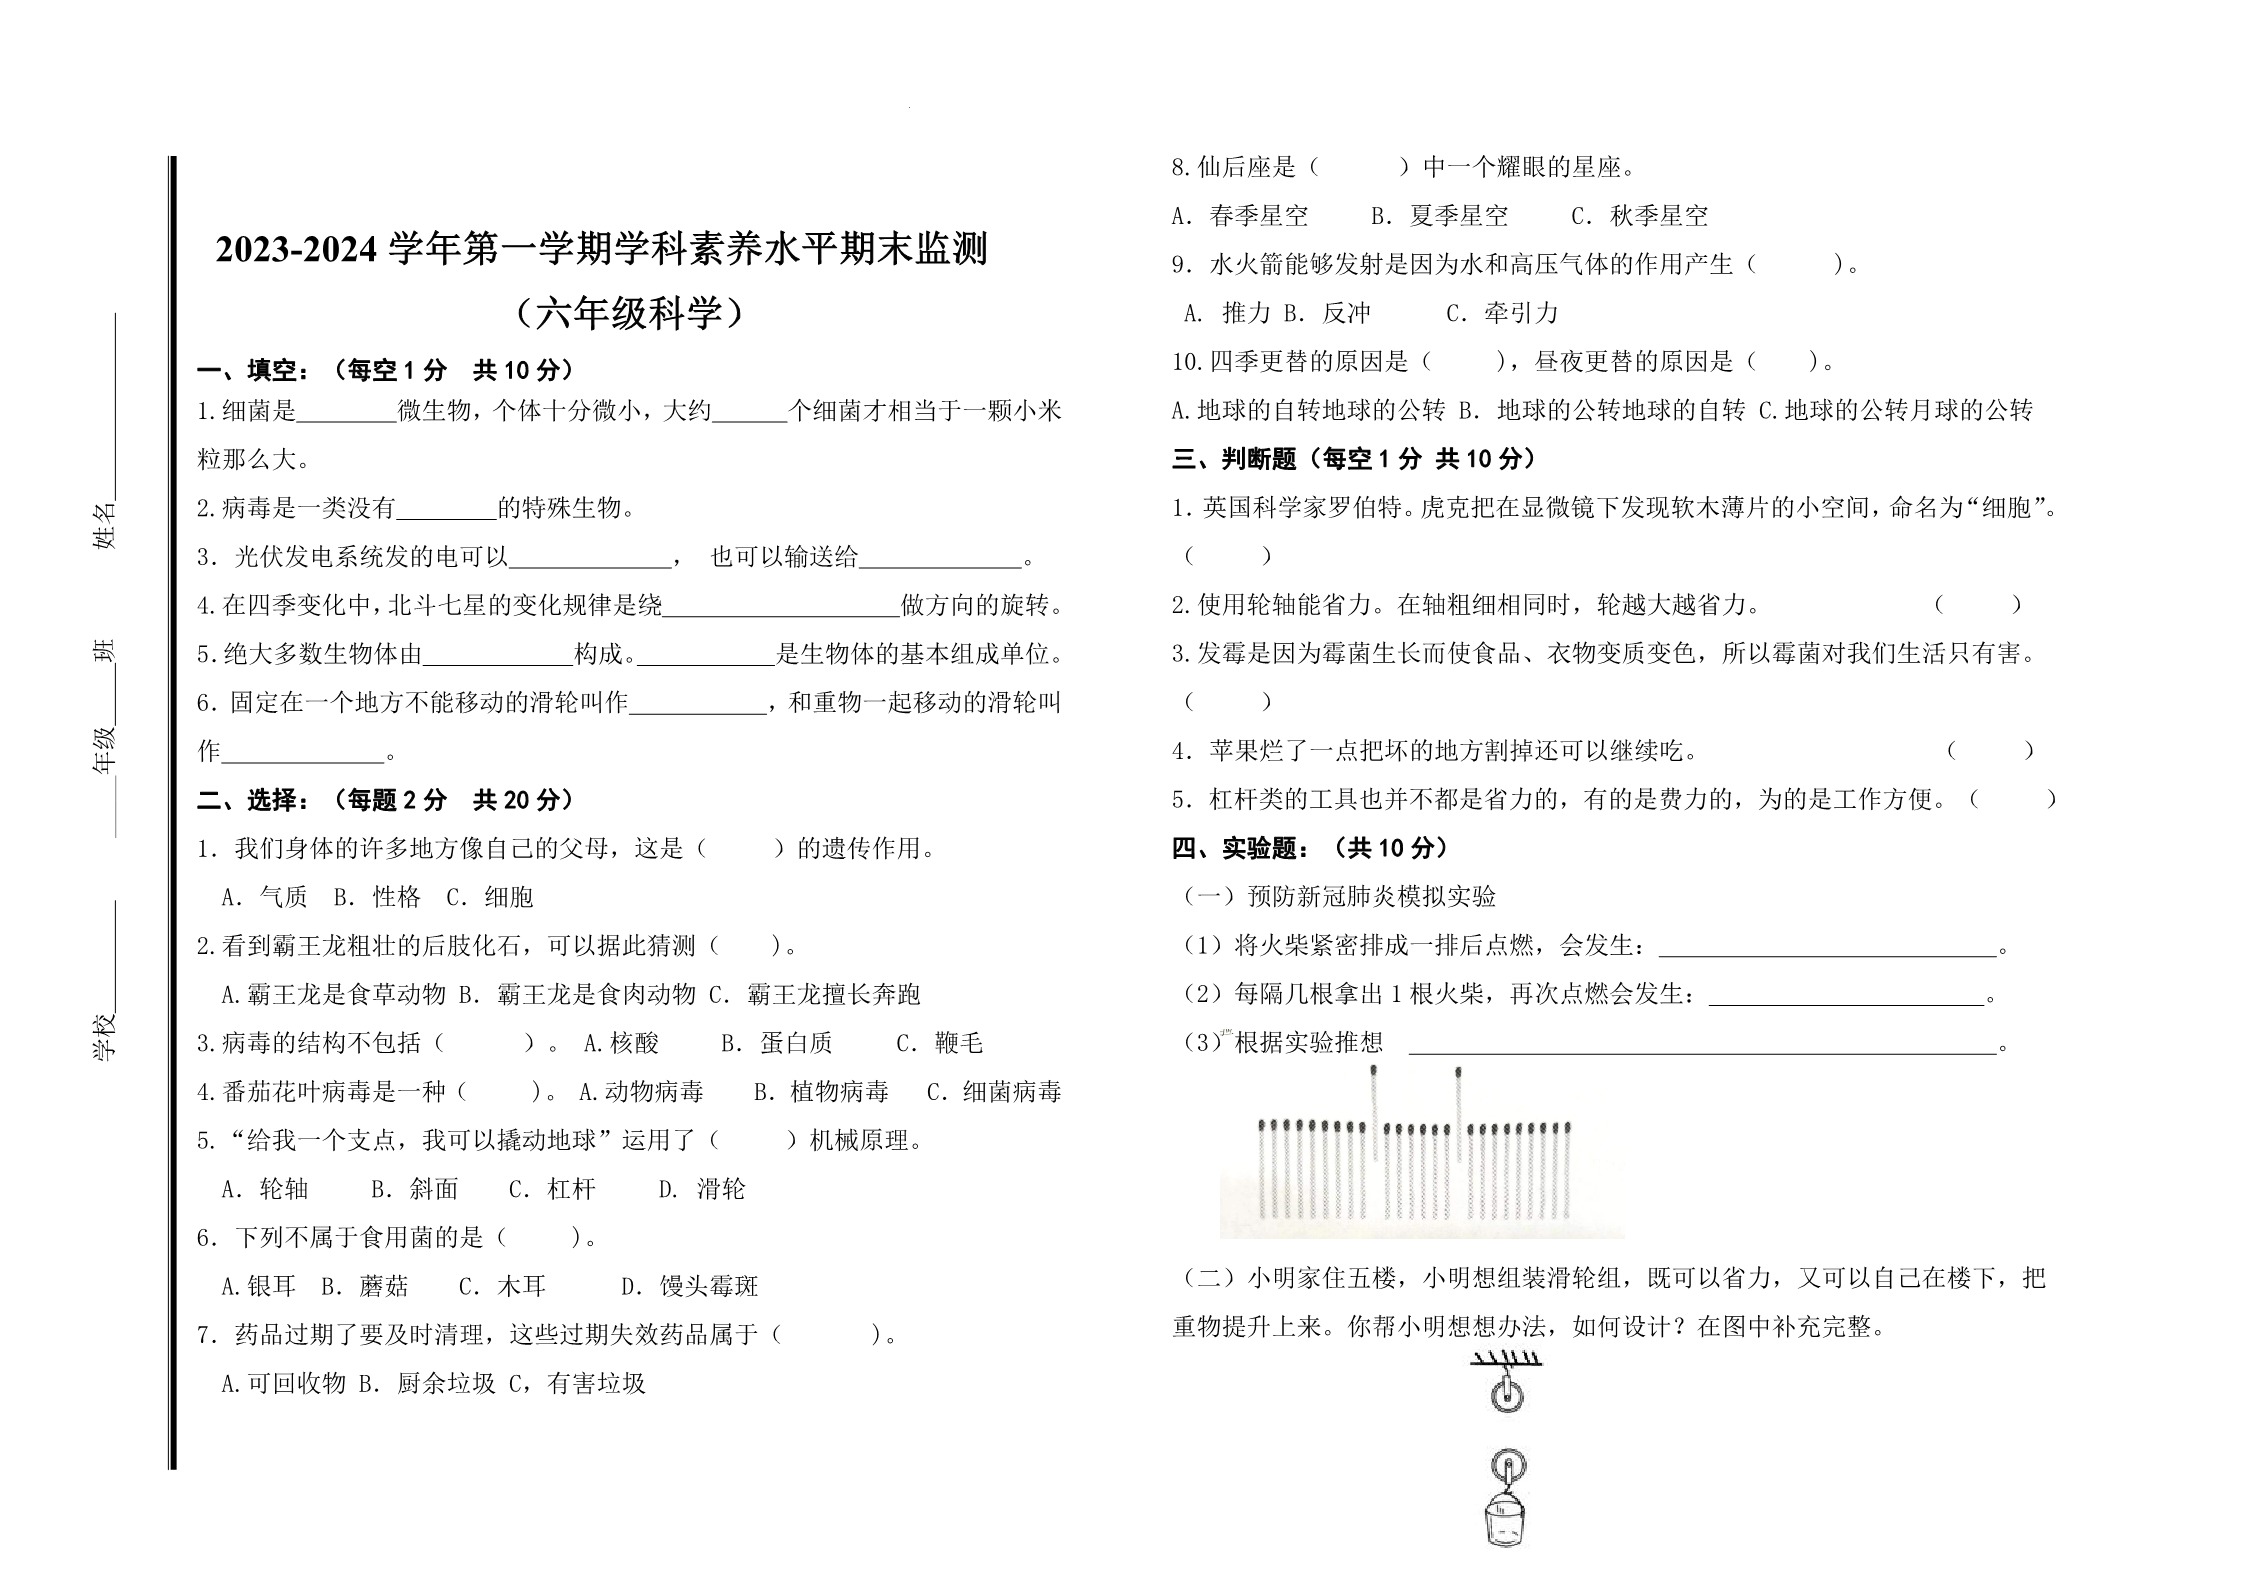 学校________ ____年级____班 姓名____________
2023-2024 学年第一学期学科素养水平期末监测
（六年级科学）
一、填空：（每空 1 分 共 10 分）
1.细菌是________微生物，个体十分微小，大约______个细菌才相当于一颗小米
粒那么大。
2.病毒是一类没有________的特殊生物。
3．光伏发电系统发的电可以_____________， 也可以输送给_____________。
4.在四季变化中，北斗七星的变化规律是绕___________________做方向的旋转。
5.绝大多数生物体由____________构成。___________是生物体的基本组成单位。
6．固定在一个地方不能移动的滑轮叫作___________，和重物一起移动的滑轮叫
作_____________。
二、选择：（每题 2 分 共 20 分）
1．我们身体的许多地方像自己的父母，这是（ ）的遗传作用。
A．气质 B．性格 C．细胞
2.看到霸王龙粗壮的后肢化石，可以据此猜测（ ）。
A.霸王龙是食草动物 B．霸王龙是食肉动物 C．霸王龙擅长奔跑
3.病毒的结构不包括（ ）。 A.核酸 B．蛋白质 C．鞭毛
4.番茄花叶病毒是一种（ ）。 A.动物病毒 B．植物病毒 C．细菌病毒
5.“给我一个支点，我可以撬动地球”运用了（ ）机械原理。
A．轮轴 B．斜面 C．杠杆 D．滑轮
6．下列不属于食用菌的是（ ）。
A.银耳 B．蘑菇 C．木耳 D．馒头霉斑
7．药品过期了要及时清理，这些过期失效药品属于（ ）。
A.可回收物 B．厨余垃圾 C，有害垃圾
8.仙后座是（ ）中一个耀眼的星座。
A．春季星空 B．夏季星空 C．秋季星空
9．水火箭能够发射是因为水和高压气体的作用产生（ ）。
A．推力 B．反冲 C．牵引力
10.四季更替的原因是（ ），昼夜更替的原因是（ ）。
A.地球的自转地球的公转 B．地球的公转地球的自转 C.地球的公转月球的公转
三、判断题（每空 1 分 共 10 分）
1．英国科学家罗伯特。虎克把在显微镜下发现软木薄片的小空间，命名为“细胞”。
（ ）
2.使用轮轴能省力。在轴粗细相同时，轮越大越省力。 （ ）
3.发霉是因为霉菌生长而使食品、衣物变质变色，所以霉菌对我们生活只有害。
（ ）
4．苹果烂了一点把坏的地方割掉还可以继续吃。 （ ）
5．杠杆类的工具也并不都是省力的，有的是费力的，为的是工作方便。（ ）
四、实验题：（共 10 分）
（一）预防新冠肺炎模拟实验
（1）将火柴紧密排成一排后点燃，会发生：___________________________。
（2）每隔几根拿出 1 根火柴，再次点燃会发生：______________________。
（3）根据实验推想 _______________________________________________。
（二）小明家住五楼，小明想组装滑轮组，既可以省力，又可以自己在楼下，把
重物提升上来。你帮小明想想办法，如何设计？在图中补充完整。